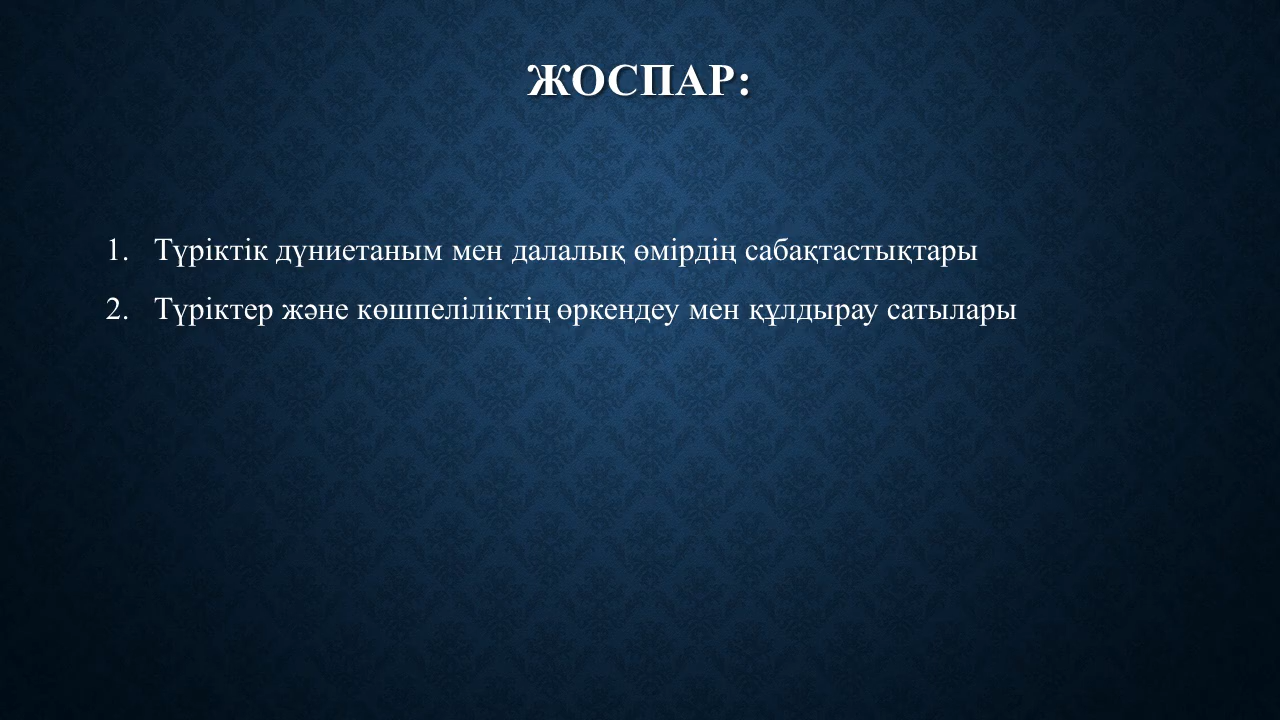 ЖОСПАР:
1. Түріктік дүниетаным мен далалық өмірдің сабақтастықтары
2. Түріктер және көшпеліліктің өркендеу мен құлдырау сатылары